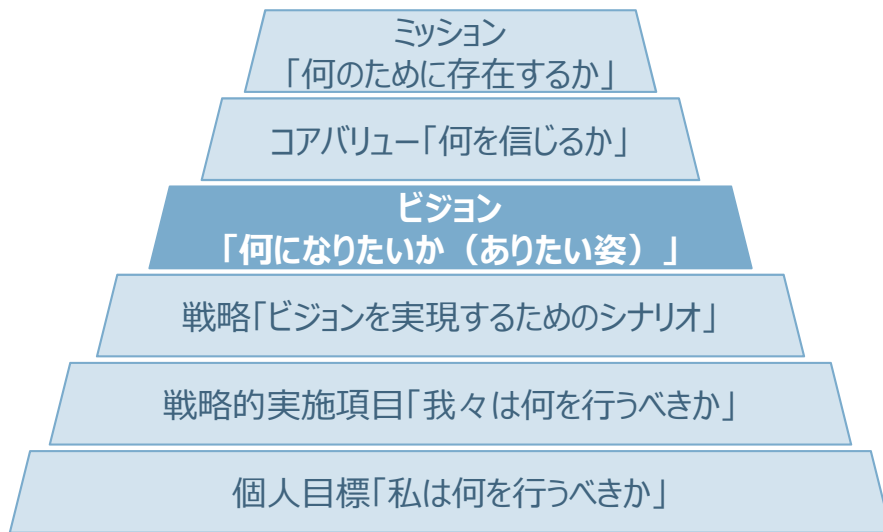 ミッション
「何のために存在するか」
コアバリュー「何を信じるか」
ビジョン
「何になりたいか（ありたい姿）」
戦略「ビジョンを実現するためのシナリオ」
戦略的実施項目「我々は何を行うべきか」
個人目標「私は何を行うべきか」